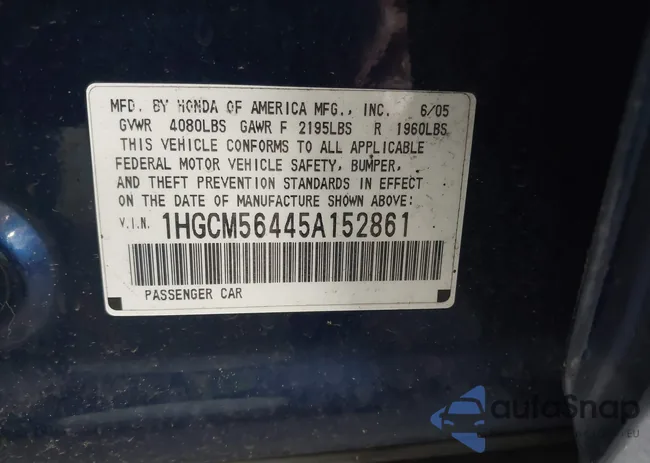 MFD. BY HONDA OF AMERICA MFG., INC. 6/05
GVWR 4080LBS GAWR F 2195LBS R 1960LBS
THIS VEHICLE CONFORMS TO ALL APPLICABLE
FEDERAL MOTOR VEHICLE SAFETY, BUMPER,
AND THEFT PREVENTION STANDARDS IN EFFECT
ON THE DATE OF MANUFACTURE SHOWN ABOVE:
V.I.N. 1HGCM56445A152861
PASSENGER CAR
autoSnap